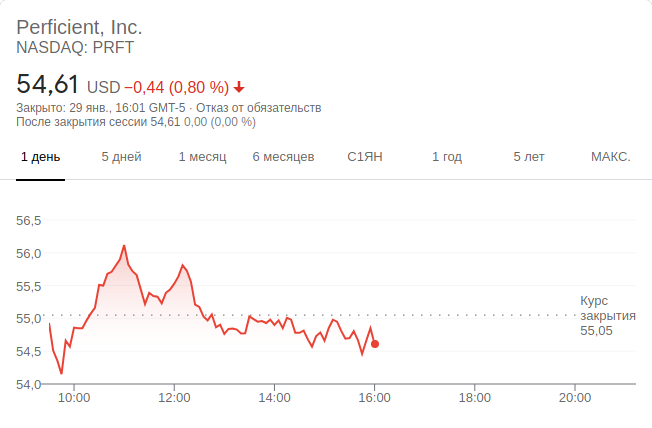 Perficient, Inc.
NASDAQ: PRFT
54,61 USD −0,44 (0,80 %)
Закрыто: 29 янв., 16:01 GMT-5 · Отказ от обязательств
После закрытия сессии 54,61 0,00 (0,00 %)
1 день 5 дней 1 месяц 6 месяцев С1ЯН 1 год 5 лет МАКС.
56,5
56,0
55,5
Курс
55,0 закрытия
55,05
54,5
54,0
10:00 12:00 14:00 16:00 18:00 20:00